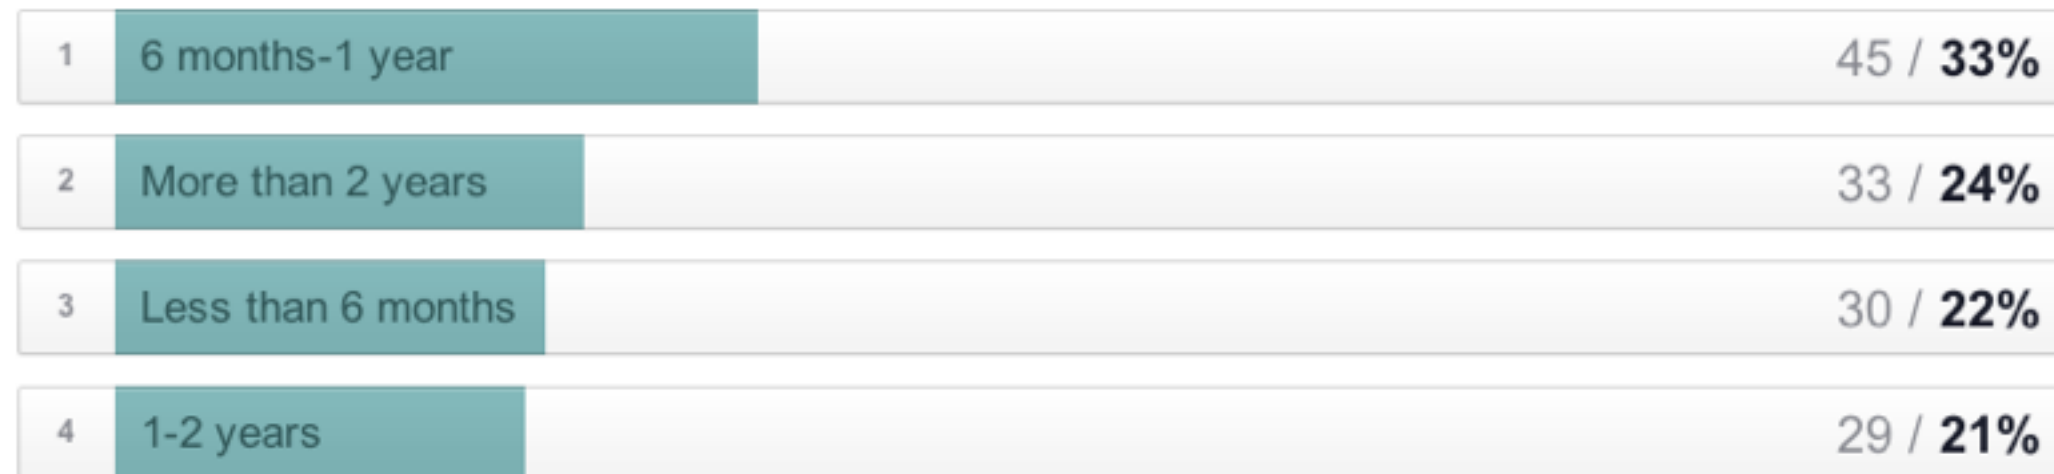 1 6 months-1 year 45 / 33%
2 More than 2 years 33 / 24%
3 Less than 6 months 30 / 22%
4 1-2 years 29 / 21%